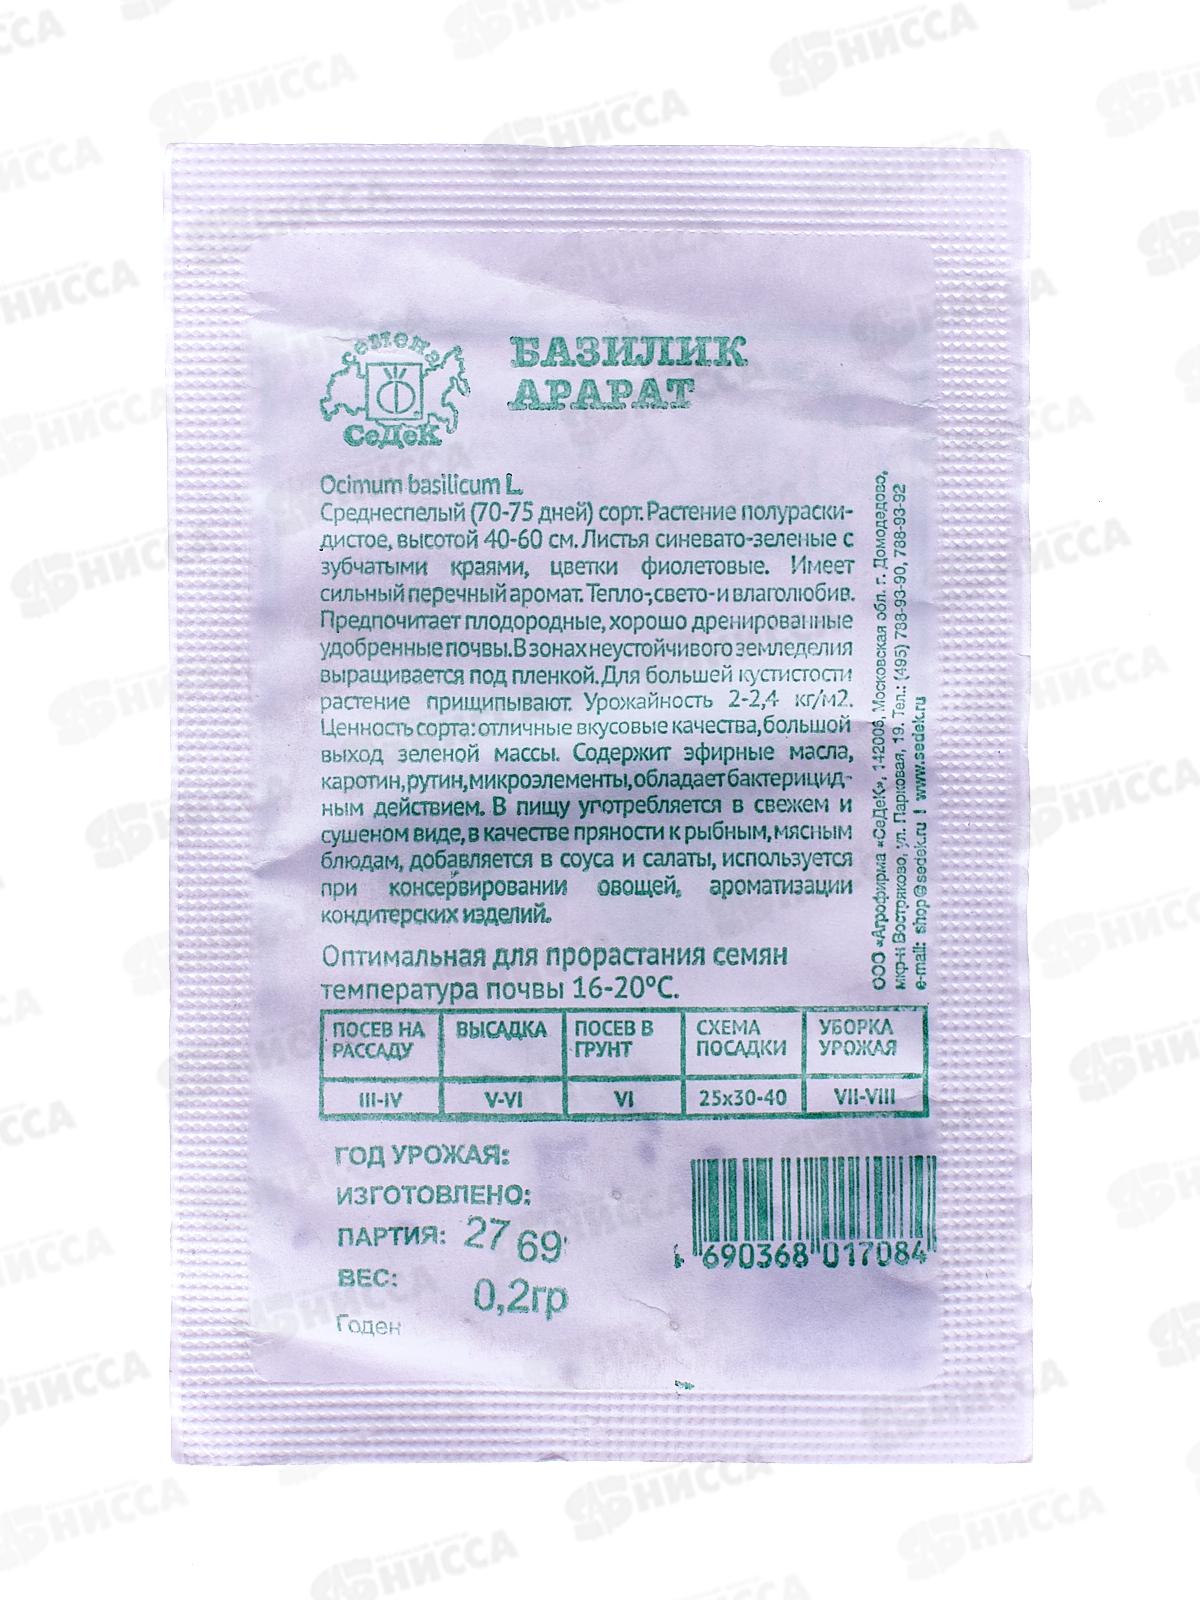 семена
СеДеК
БАЗИЛИК
АРАРАТ
Ocimum basilicum L.
Среднеспелый (70-75 дней) сорт. Растение полураски-
дистое, высотой 40-60 см. Листья синевато-зеленые с
зубчатыми краями, цветки фиолетовые. Имеет
сильный перечный аромат. Тепло-, свето- и влаголюбив.
Предпочитает плодородные, хорошо дренированные
удобренные почвы. В зонах неустойчивого земледелия
выращивается под пленкой. Для большей кустистости
растение прищипывают. Урожайность 2-2,4 кг/м2.
Ценность сорта: отличные вкусовые качества, большой
выход зеленой массы. Содержит эфирные масла,
каротин, рутин, микроэлементы, обладает бактерицид-
ным действием. В пищу употребляется в свежем и
сушеном виде, в качестве пряности к рыбным, мясным
блюдам, добавляется в соуса и салаты, используется
при консервировании овощей, ароматизации
кондитерских изделий.
Оптимальная для прорастания семян
температура почвы 16-20°С.
ПОСЕВ НА РАССАДУ ВЫСАДКА ПОСЕВ В ГРУНТ СХЕМА ПОСАДКИ УБОРКА УРОЖАЯ
III-IV V-VI VI 25x30-40 VII-VIII
ГОД УРОЖАЯ:
ИЗГОТОВЛЕНО:
ПАРТИЯ: 27 69
ВЕС: 0,2гр
Годен
4 690368 017084
ООО «Агрофирма «СеДеК», 142006, Московская обл. г. Домодедово,
мкр-н Востряково, ул. Парковая, 19. Тел.: (495) 788-93-90, 788-93-92
e-mail: shop@sedek.ru | www.sedek.ru
НИССА